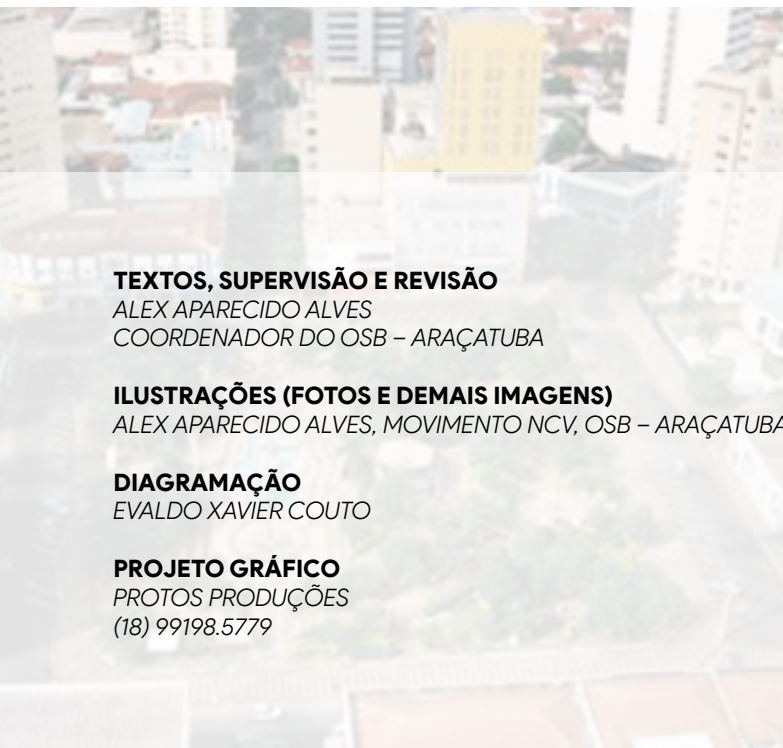 TEXTOS, SUPERVISÃO E REVISÃO
ALEX APARECIDO ALVES
COORDENADOR DO OSB – ARAÇATUBA
ILUSTRAÇÕES (FOTOS E DEMAIS IMAGENS)
ALEX APARECIDO ALVES, MOVIMENTO NCV, OSB – ARAÇATUBA
DIAGRAMAÇÃO
EVALDO XAVIER COUTO
PROJETO GRÁFICO
PROTOS PRODUÇÕES
(18) 99198.5779